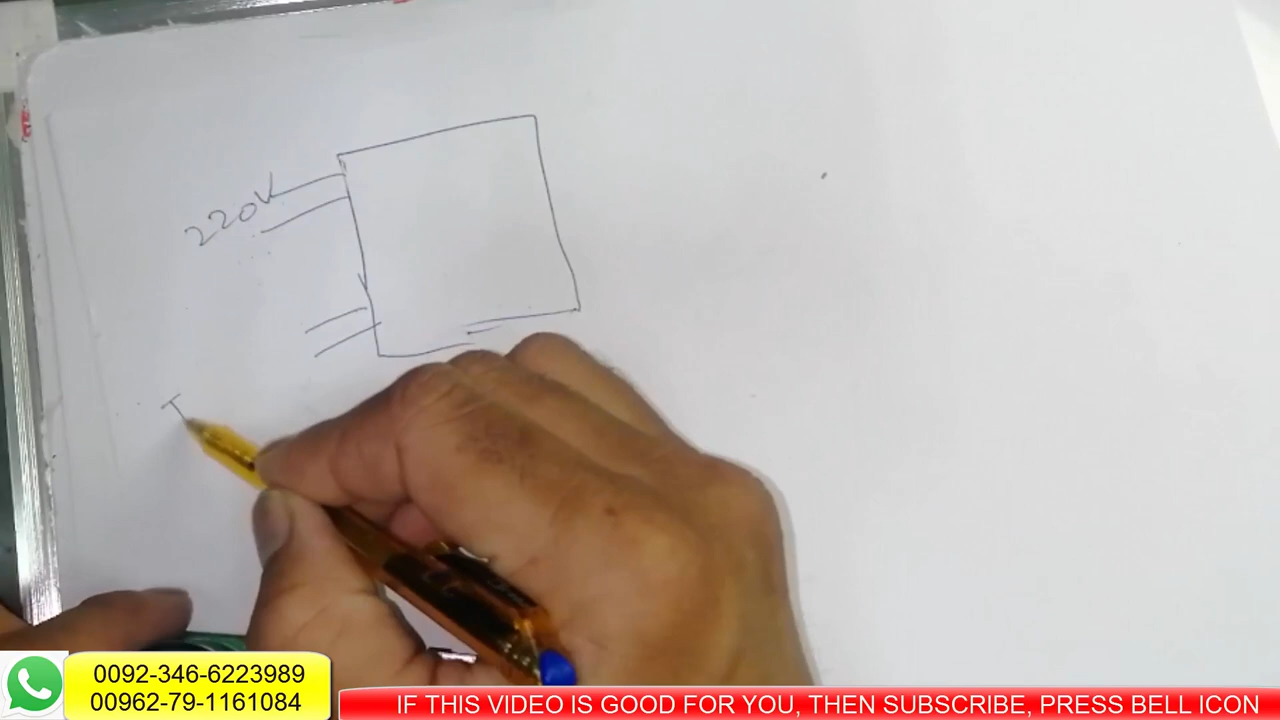 220V
T
0092-346-6223989
00962-79-1161084
IF THIS VIDEO IS GOOD FOR YOU, THEN SUBSCRIBE, PRESS BELL ICON